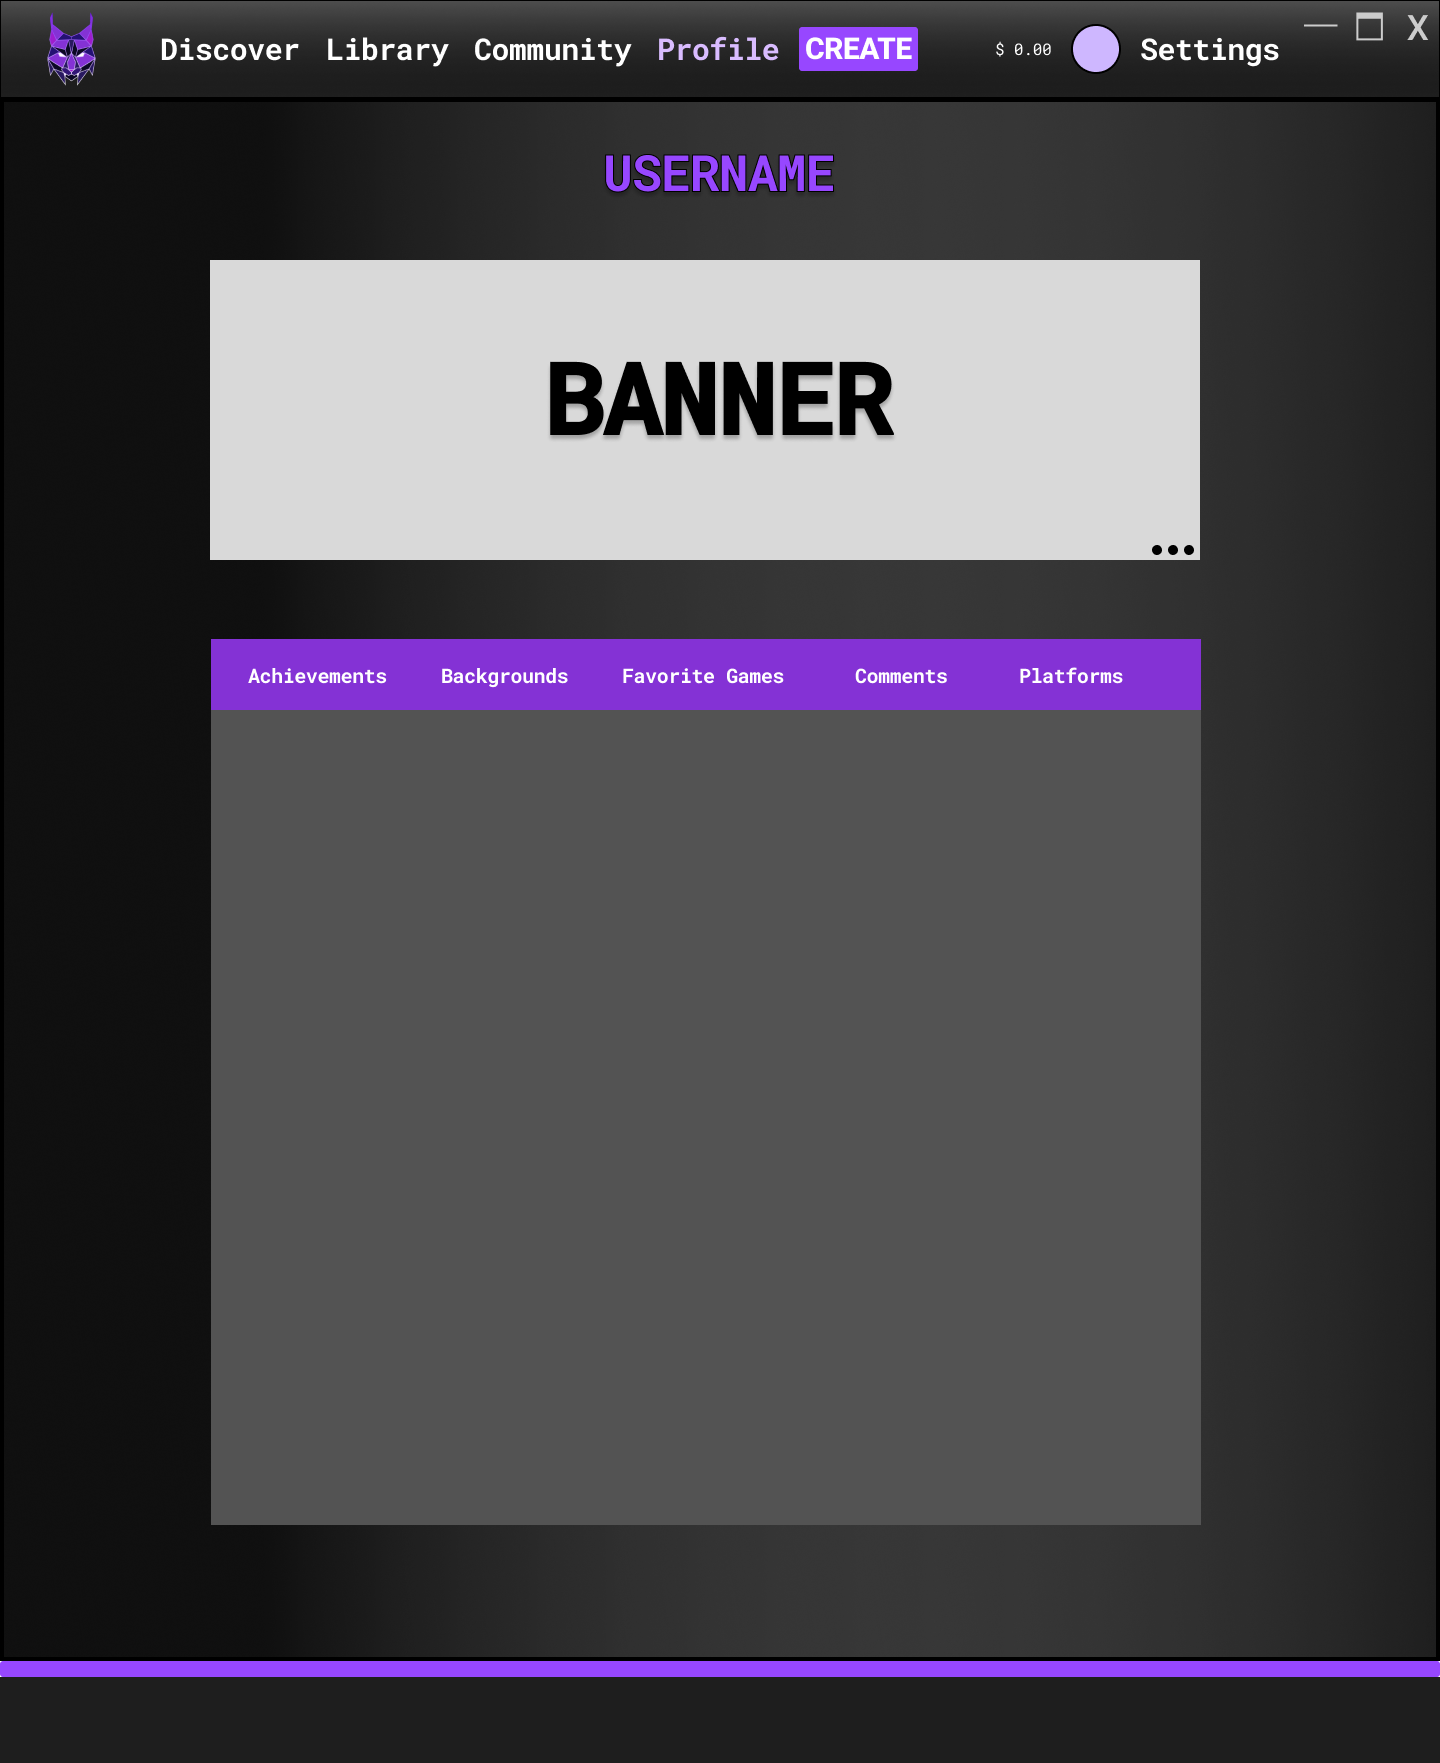 Discover Library Community Profile CREATE $ 0.00 Settings X
USERNAME
BANNER
Achievements Backgrounds Favorite Games Comments Platforms